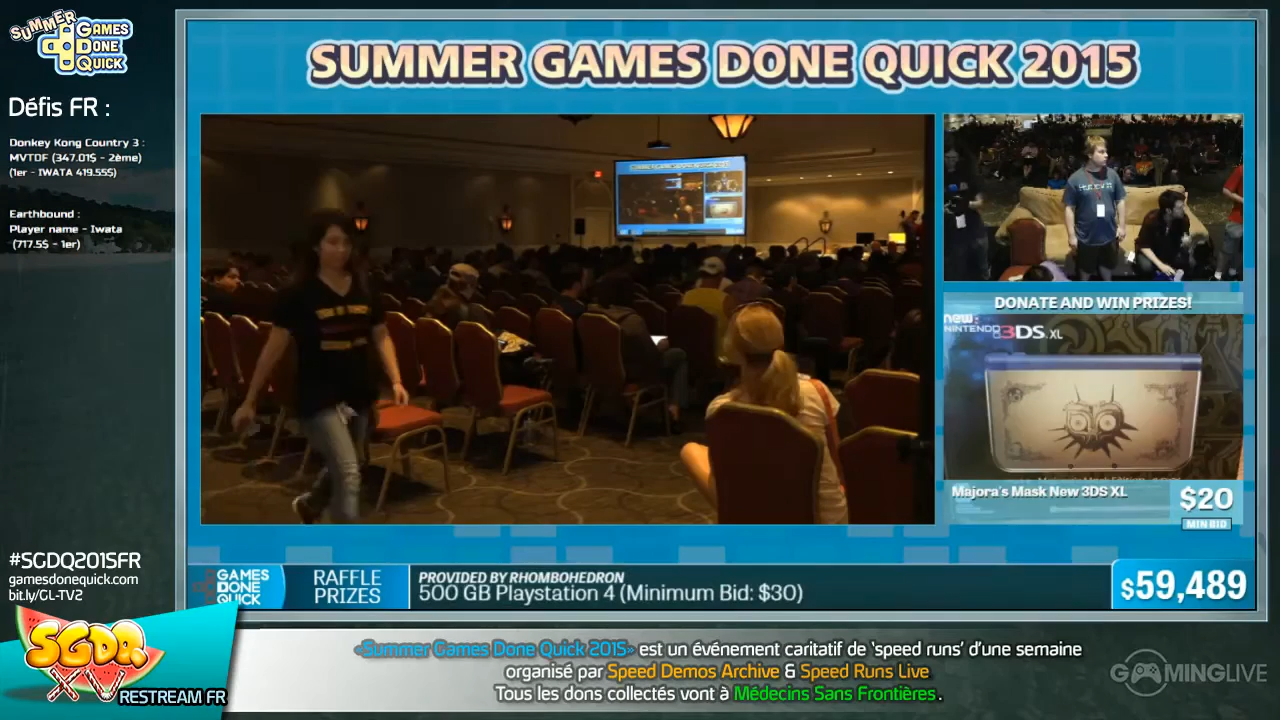 SUMMER
GAMES
DONE
QUICK
Défis FR :
Donkey Kong Country 3 :
MVTDF (347.01$ - 2ème)
(1er - IWATA 419.55$)
Earthbound :
Player name - Iwata
(717.5$ - 1er)
#SGDQ2015FR
gamesdonequick.com
bit.ly/GL-TV2
SGDQ
RESTREAM FR
SUMMER GAMES DONE QUICK 2015
DONATE AND WIN PRIZES!
new
NINTENDO 3DS XL
Majora's Mask New 3DS XL
$20
MIN BID
GAMES
DONE
QUICK
RAFFLE
PRIZES
PROVIDED BY RHOMBOHEDRON
500 GB Playstation 4 (Minimum Bid: $30)
$59,489
«Summer Games Done Quick 2015» est un événement caritatif de 'speed runs' d'une semaine
organisé par Speed Demos Archive & Speed Runs Live
Tous les dons collectés vont à Médecins Sans Frontières.
GAMINGLIVE